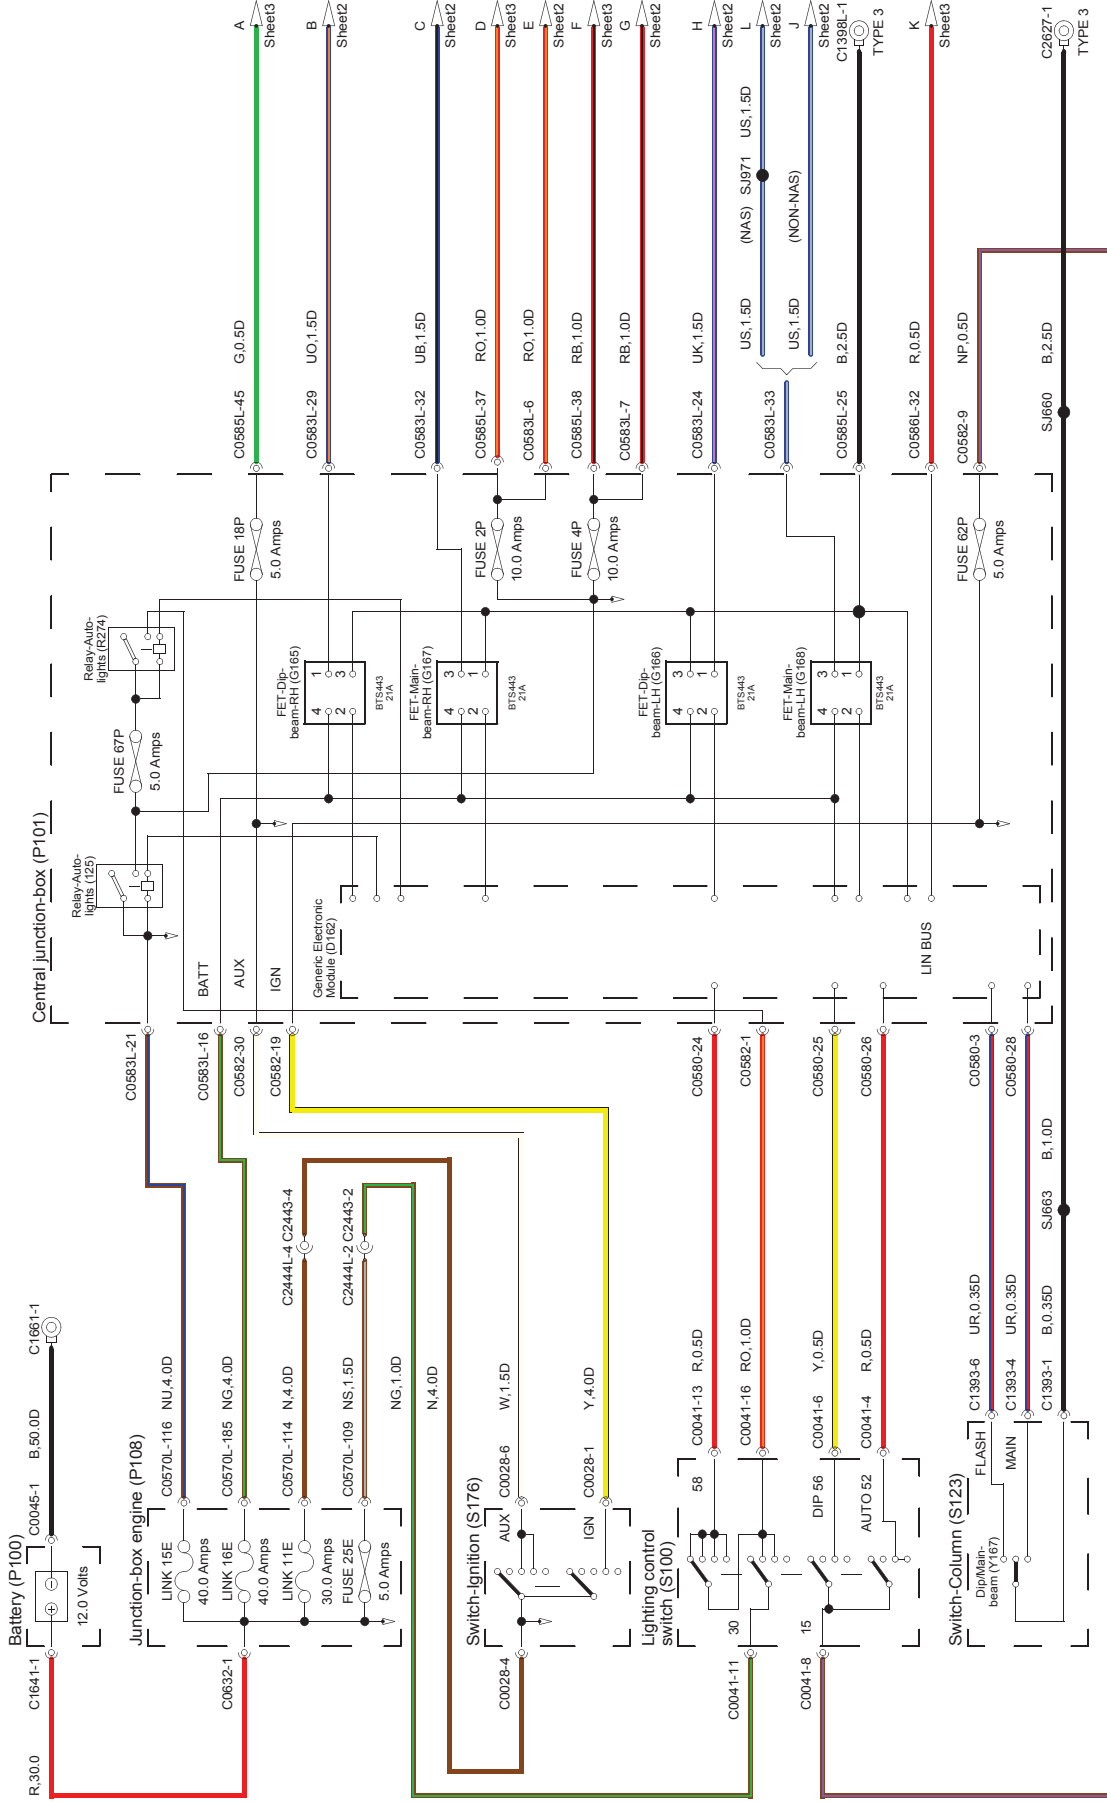 A
Sheet3
B
Sheet2
C
Sheet2
D
Sheet3
E
Sheet2
F
Sheet3
G
Sheet2
H
Sheet2
L
Sheet2
J
Sheet2
C1398L-1
TYPE 3
K
Sheet3
C2627-1
TYPE 3
G,0.5D
UO,1.5D
UB,1.5D
RO,1.0D
RO,1.0D
RB,1.0D
RB,1.0D
UK,1.5D
US,1.5D
(NAS)
SJ971
US,1.5D
US,1.5D
(NON-NAS)
B,2.5D
R,0.5D
NP,0.5D
B,2.5D
C0585L-45
C0583L-29
C0583L-32
C0585L-37
C0583L-6
C0585L-38
C0583L-7
C0583L-24
C0583L-33
C0585L-25
C0586L-32
C0582-9
SJ660
Central junction-box (P101)
Relay-Auto-
lights (R274)
FUSE 67P
5.0 Amps
Relay-Auto-
lights (125)
FUSE 18P
5.0 Amps
FUSE 2P
10.0 Amps
FUSE 4P
10.0 Amps
FUSE 62P
5.0 Amps
FET-Dip-
beam-RH (G165)
1
3
4
2
BTS443
21A
FET-Main-
beam-RH (G167)
3
1
4
2
BTS443
21A
FET-Dip-
beam-LH (G166)
3
1
4
2
BTS443
21A
FET-Main-
beam-LH (G168)
3
1
4
2
BTS443
21A
BATT
AUX
IGN
Generic Electronic
Module (D162)
LIN BUS
C0583L-21
C0583L-16
C0582-30
C0582-19
C0580-24
C0582-1
C0580-25
C0580-26
C0580-3
C0580-28
B,1.0D
SJ663
C1661-1
B,50.0D
C0045-1
Battery (P100)
12.0 Volts
C1641-1
R,30.0
C2443-4
C2444L-4
C2443-2
C2444L-2
NU,4.0D
NG,4.0D
N,4.0D
NS,1.5D
NG,1.0D
N,4.0D
C0570L-116
C0570L-185
C0570L-114
C0570L-109
Junction-box engine (P108)
LINK 15E
40.0 Amps
LINK 16E
40.0 Amps
LINK 11E
30.0 Amps
FUSE 25E
5.0 Amps
C0632-1
W,1.5D
Y,4.0D
C0028-6
C0028-1
Switch-Ignition (S176)
AUX
IGN
C0028-4
R,0.5D
RO,1.0D
Y,0.5D
R,0.5D
C0041-13
C0041-16
C0041-6
C0041-4
Lighting control
switch (S100)
58
DIP 56
AUTO 52
30
15
C0041-11
C0041-8
UR,0.35D
UR,0.35D
B,0.35D
C1393-6
C1393-4
C1393-1
Switch-Column (S123)
FLASH
MAIN
Dip/Main-
beam (Y167)